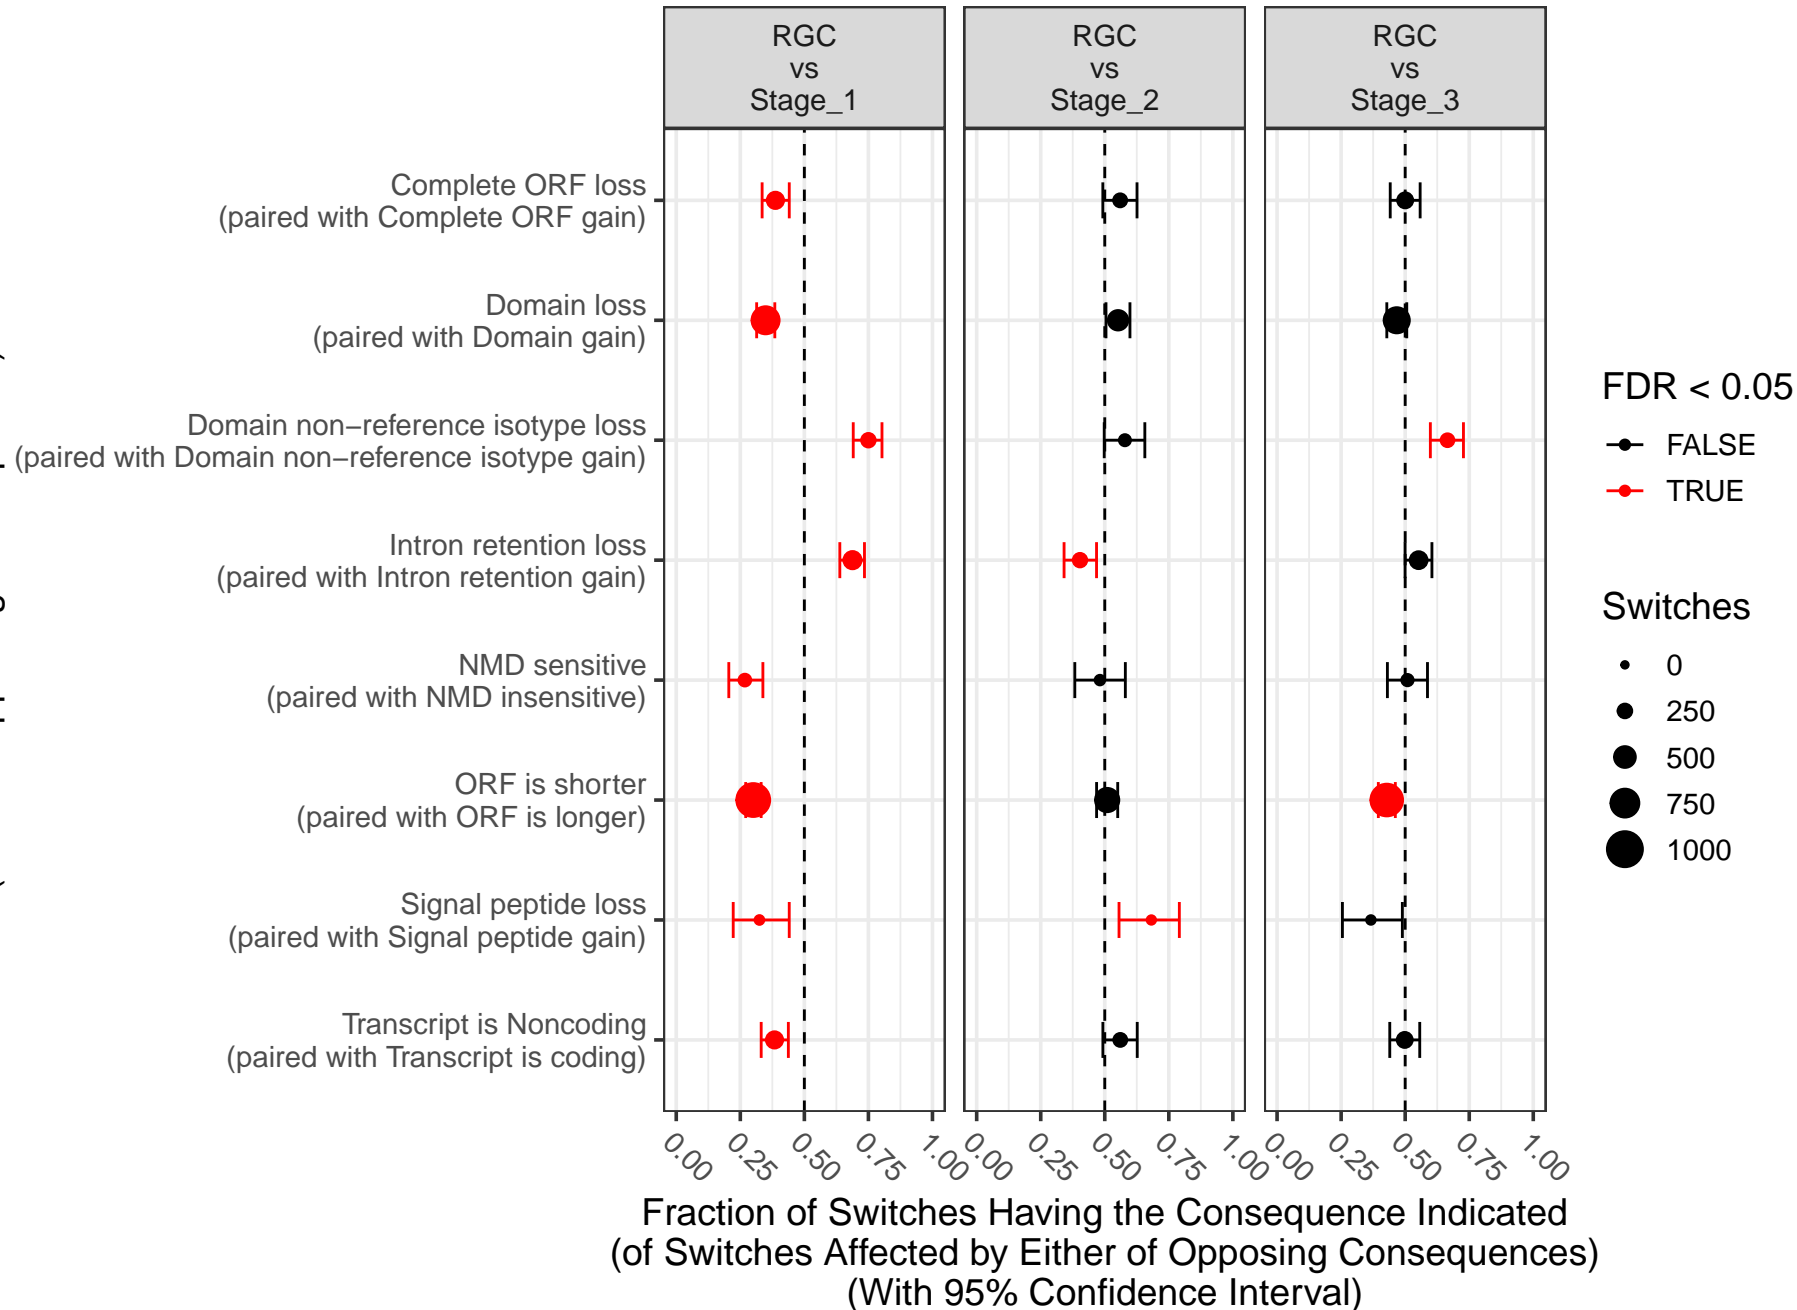 RGC
vs
Stage_1
RGC
vs
Stage_2
RGC
vs
Stage_3
Complete ORF loss
(paired with Complete ORF gain)
Domain loss
(paired with Domain gain)
Domain non−reference isotype loss
(paired with Domain non−reference isotype gain)
Intron retention loss
(paired with Intron retention gain)
NMD sensitive
(paired with NMD insensitive)
ORF is shorter
(paired with ORF is longer)
Signal peptide loss
(paired with Signal peptide gain)
Transcript is Noncoding
(paired with Transcript is coding)
0.00 0.25 0.50 0.75 1.00
0.00 0.25 0.50 0.75 1.00
0.00 0.25 0.50 0.75 1.00
Fraction of Switches Having the Consequence Indicated
(of Switches Affected by Either of Opposing Consequences)
(With 95% Confidence Interval)
FDR < 0.05
FALSE
TRUE
Switches
0
250
500
750
1000